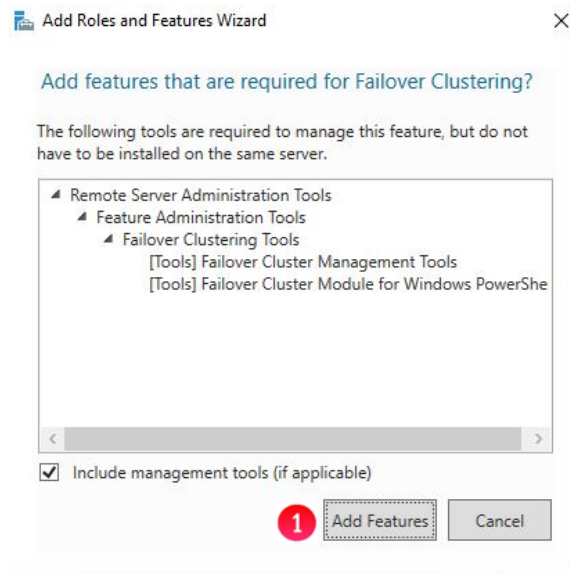 Add Roles and Features Wizard
Add features that are required for Failover Clustering?
The following tools are required to manage this feature, but do not
have to be installed on the same server.
Remote Server Administration Tools
Feature Administration Tools
Failover Clustering Tools
[Tools] Failover Cluster Management Tools
[Tools] Failover Cluster Module for Windows PowerShe
Include management tools (if applicable)
1 Add Features Cancel